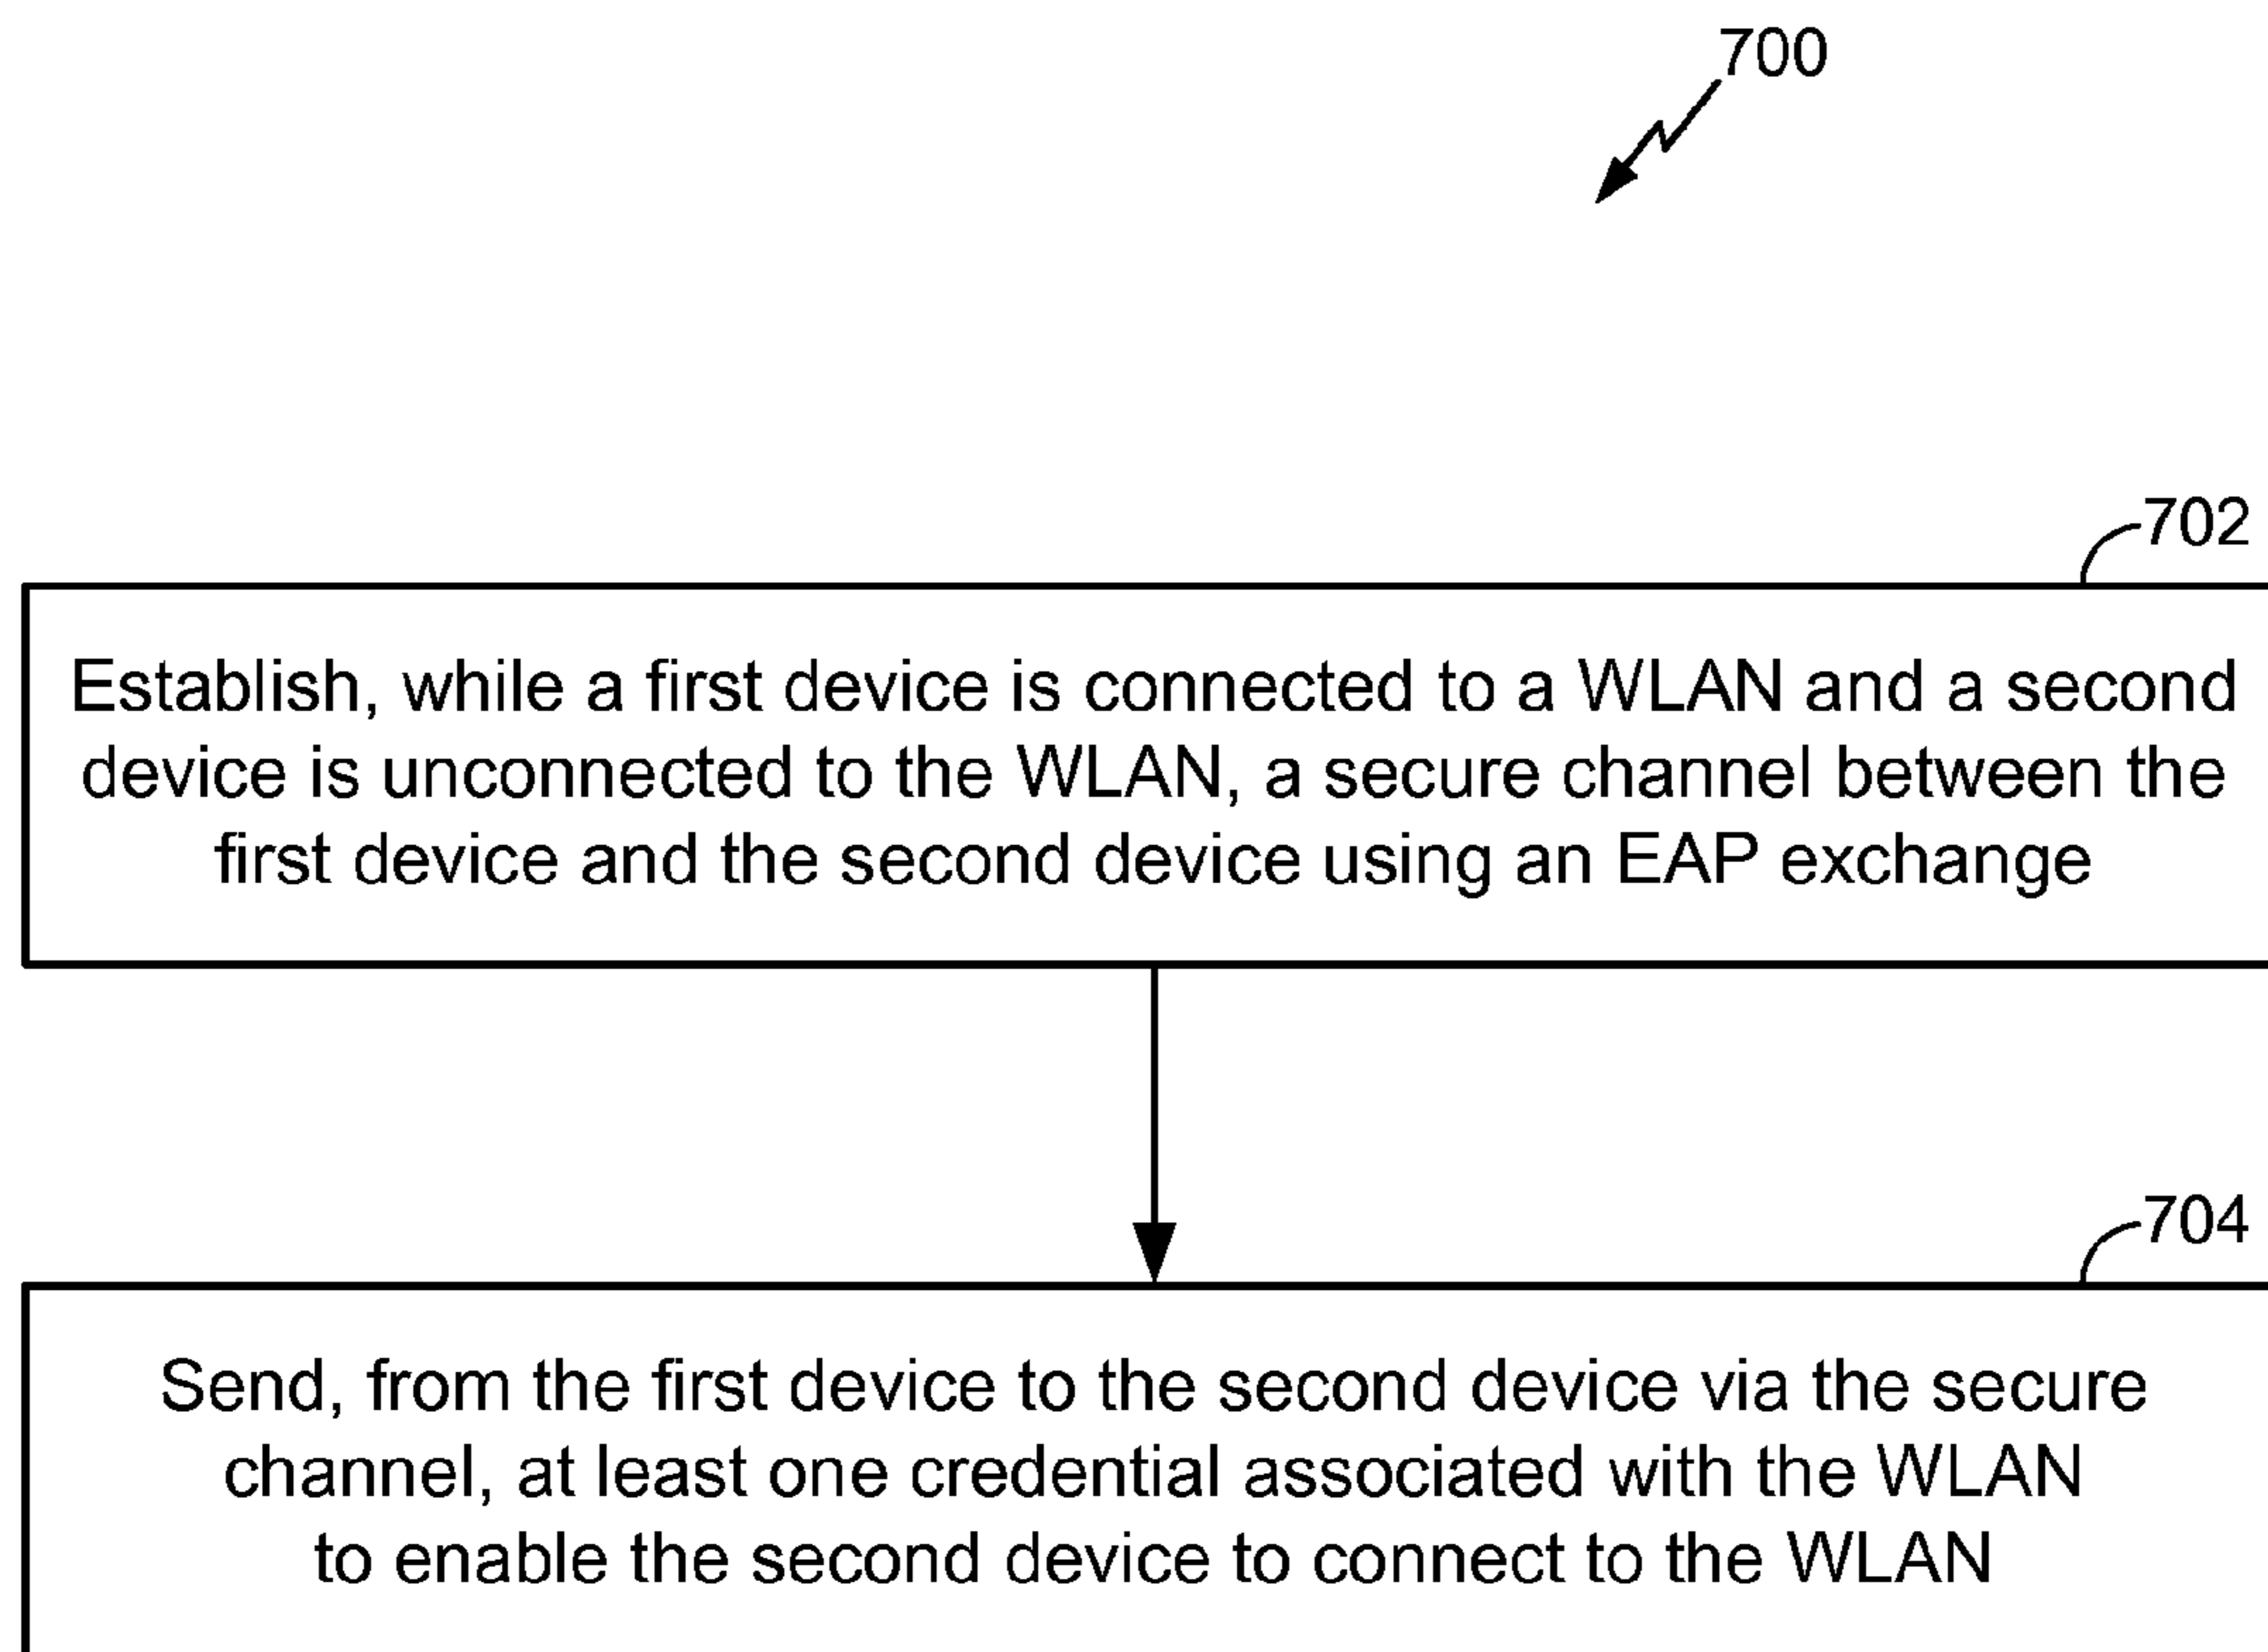 700
702
Establish, while a first device is connected to a WLAN and a second
device is unconnected to the WLAN, a secure channel between the
first device and the second device using an EAP exchange
704
Send, from the first device to the second device via the secure
channel, at least one credential associated with the WLAN
to enable the second device to connect to the WLAN